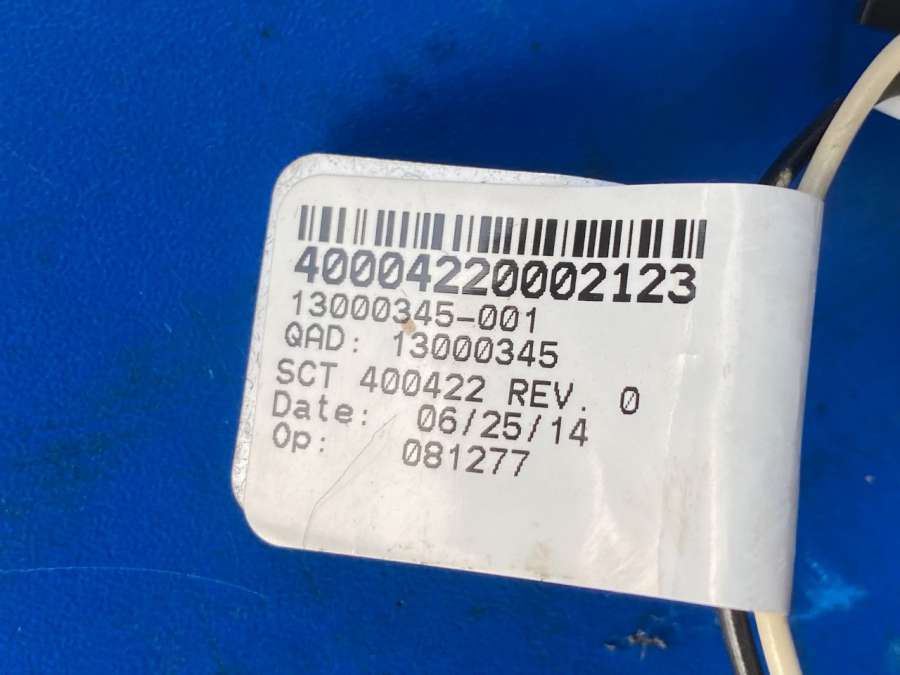 40004220002123
13000345-001
QAD: 13000345
SCT 400422 REV. 0
Date: 06/25/14
Op: 081277